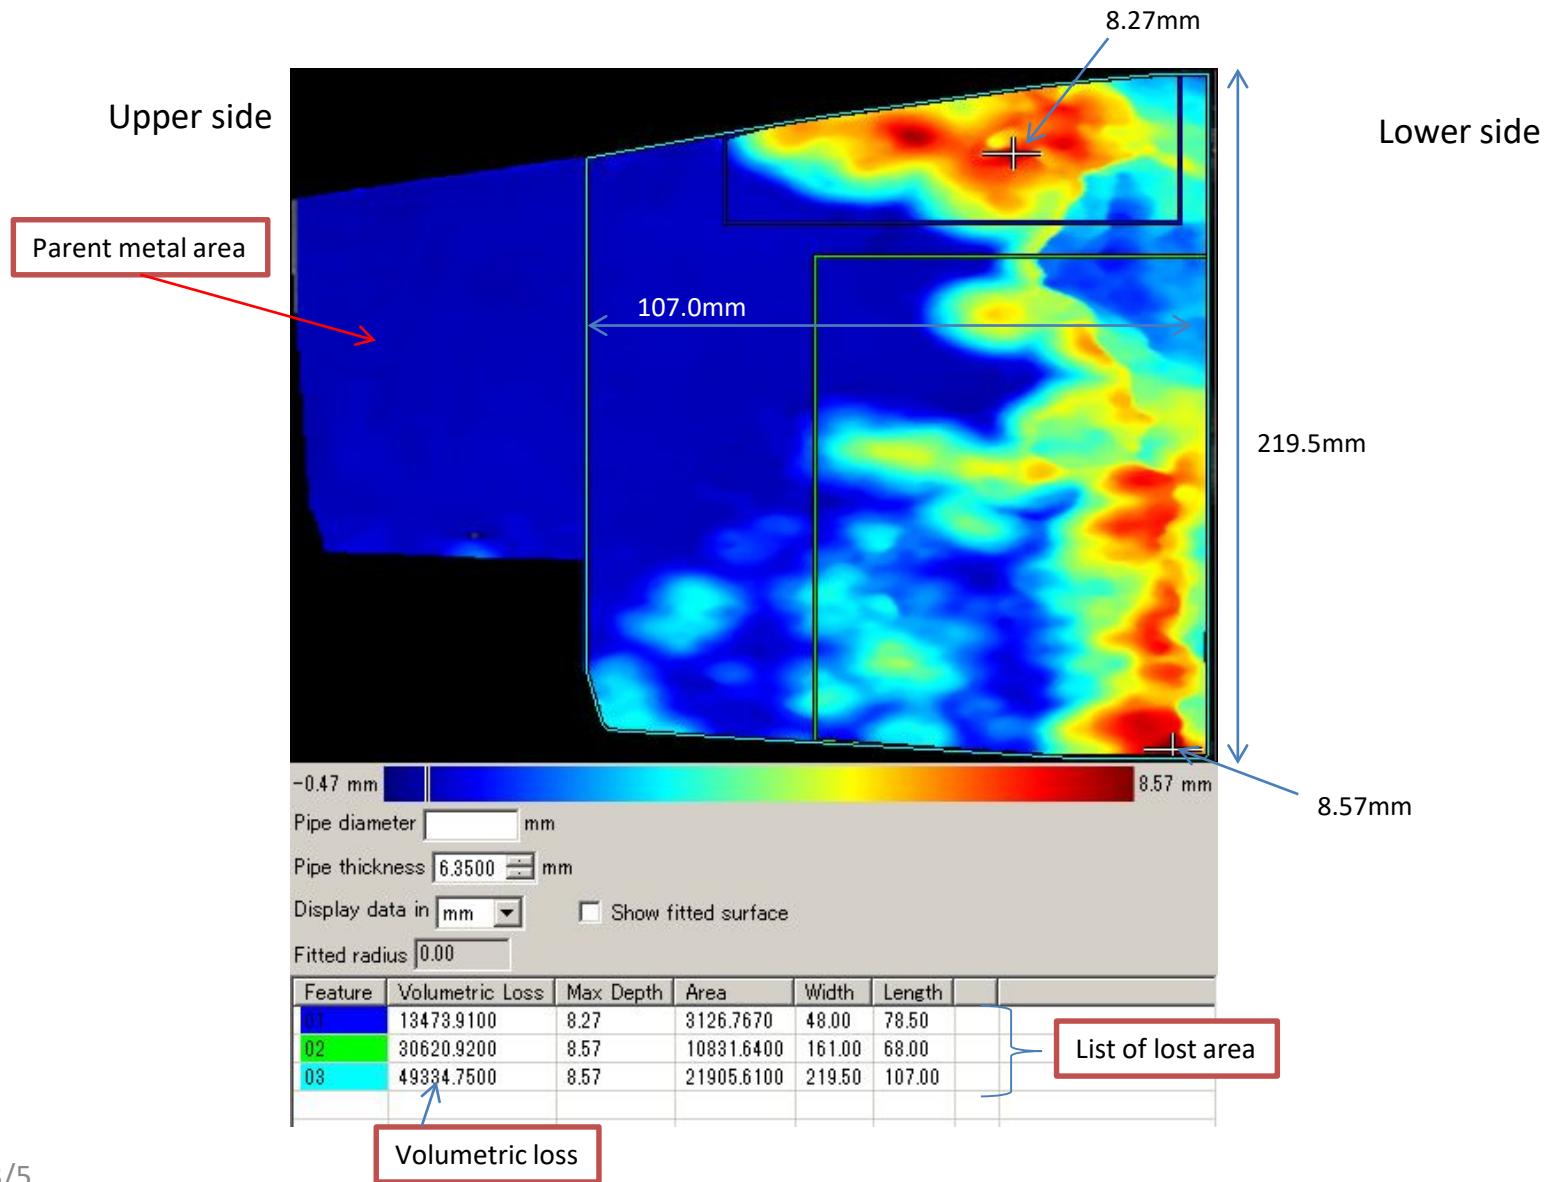 8.27mm
Upper side
Lower side
Parent metal area
107.0mm
219.5mm
-0.47 mm
8.57 mm
8.57mm
Pipe diameter mm
Pipe thickness 6.3500 mm
Display data in mm Show fitted surface
Fitted radius 0.00
Feature Volumetric Loss Max Depth Area Width Length
01 13473.9100 8.27 3126.7670 48.00 78.50
02 30620.9200 8.57 10831.6400 161.00 68.00
03 49334.7500 8.57 21905.6100 219.50 107.00
List of lost area
Volumetric loss
/5